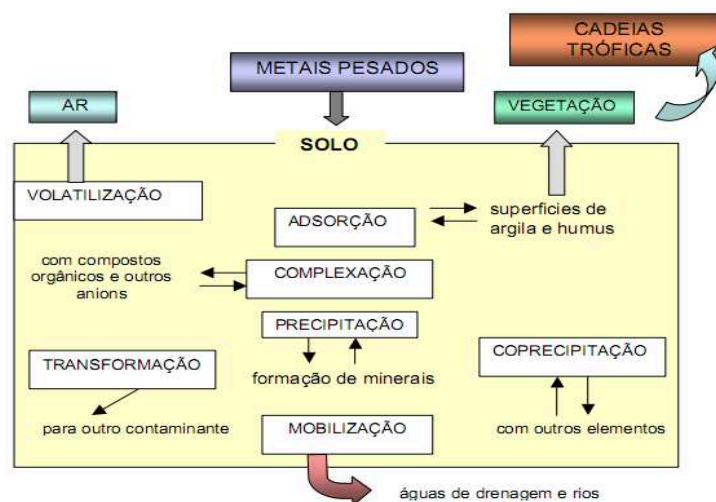 CADEIAS
TRÓFICAS
METAIS PESADOS
AR
VEGETAÇÃO
SOLO
VOLATILIZAÇÃO
ADSORÇÃO
superficies de
argila e humus
com compostos
orgânicos e outros
anions
COMPLEXAÇÃO
PRECIPITAÇÃO
TRANSFORMAÇÃO
COPRECIPITAÇÃO
formação de minerais
para outro contaminante
MOBILIZAÇÃO
com outros elementos
águas de drenagem e rios